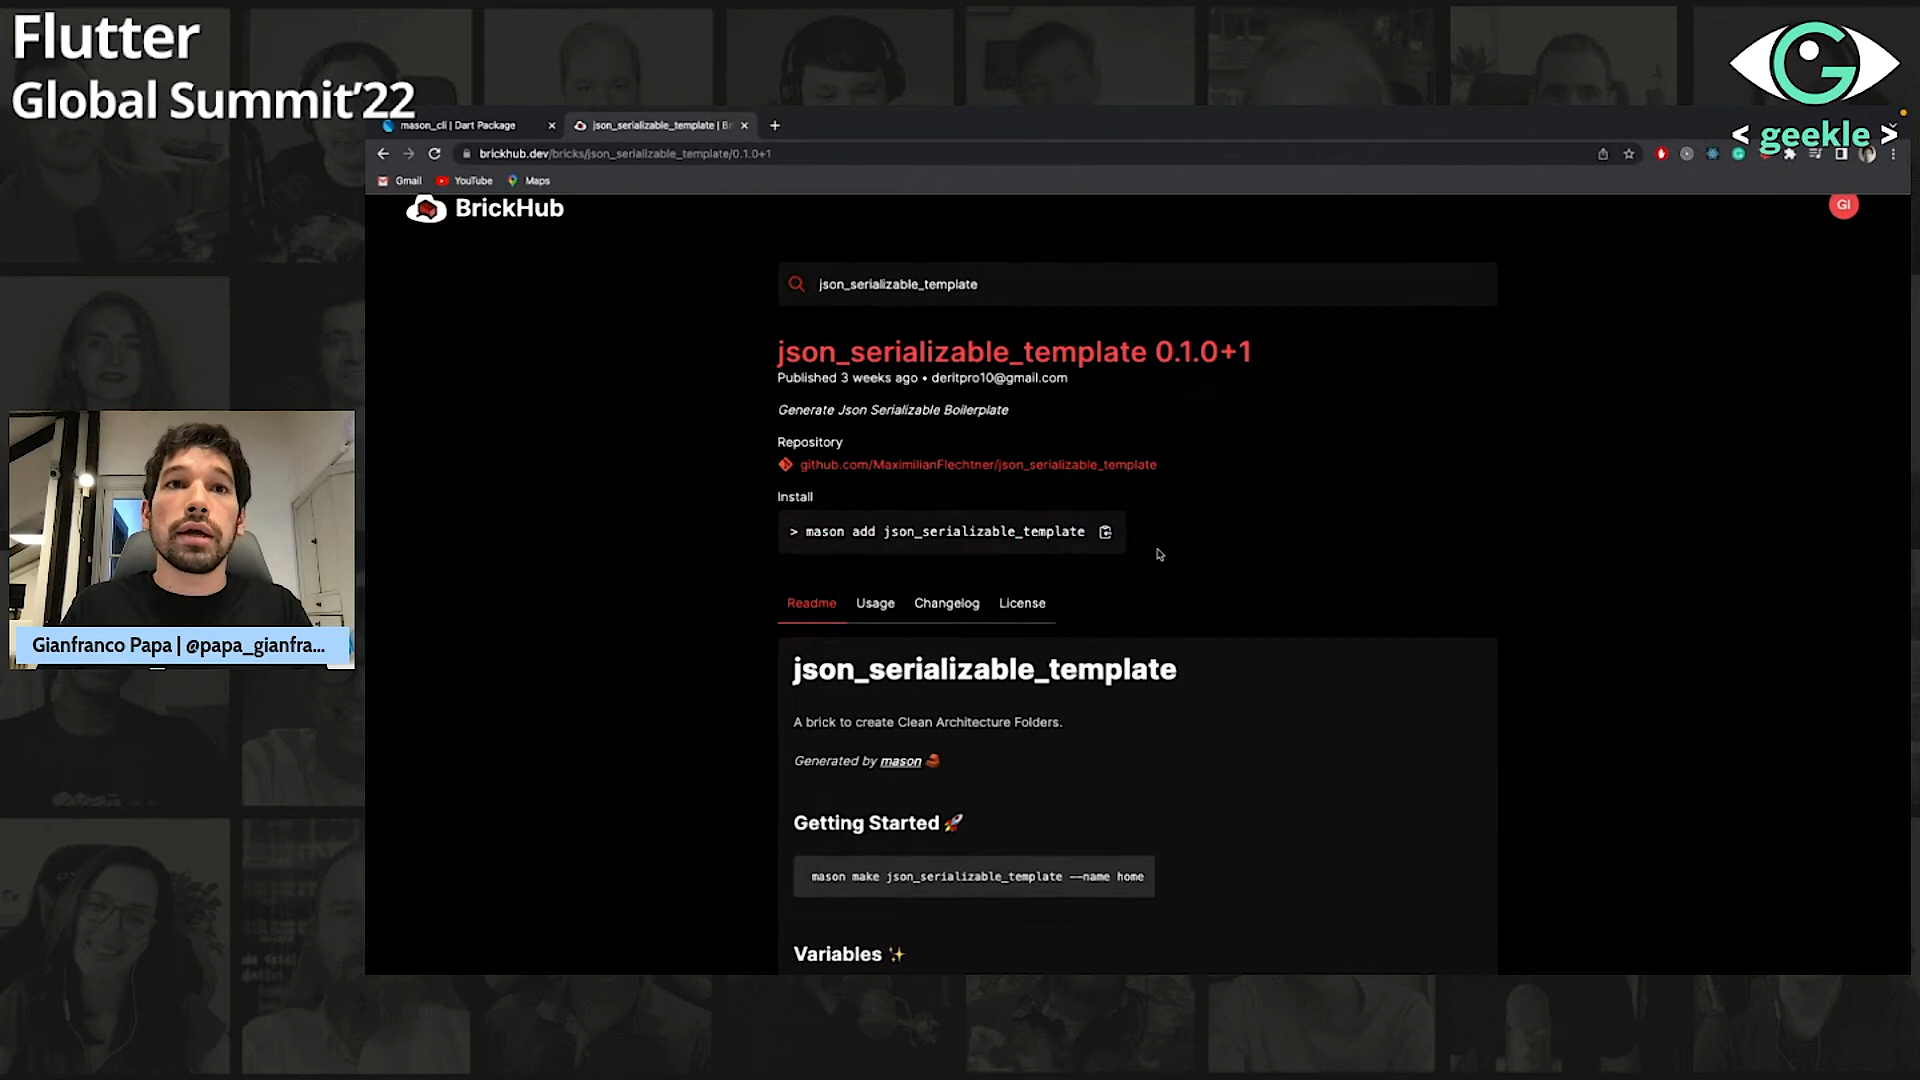 Flutter
Global Summit'22
< geekle >
mason_cli | Dart Package
json_serializable_template | Br
brickhub.dev/bricks/json_serializable_template/0.1.0+1
Gmail
YouTube
Maps
BrickHub
GI
json_serializable_template
json_serializable_template 0.1.0+1
Published 3 weeks ago • deritpro10@gmail.com
Generate Json Serializable Boilerplate
Repository
github.com/MaximilianFlechtner/json_serializable_template
Install
> mason add json_serializable_template
Readme Usage Changelog License
json_serializable_template
A brick to create Clean Architecture Folders.
Generated by mason 🧱
Getting Started 🚀
mason make json_serializable_template --name home
Variables ✨
Gianfranco Papa | @papa_gianfra...